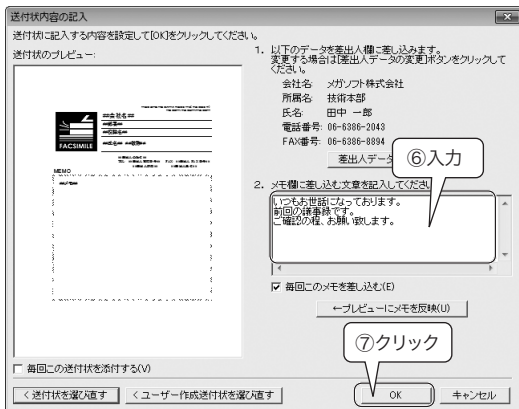 送付状内容の記入
送付状に記入する内容を設定して[OK]をクリックしてください。
送付状のプレビュー:
FACSIMILE
MEMO
1. 以下のデータを差出人欄に差し込みます。
変更する場合は[差出人データの変更]ボタンをクリックして
ください。
会社名: メガソフト株式会社
所属名: 技術本部
氏名: 田中 一郎
電話番号: 06-6386-2043
FAX番号: 06-6386-8894
差出人データ
⑥入力
2. メモ欄に差し込む文章を記入してくださ
いつもお世話になっております。
前回の議事録です。
ご確認の程、お願い致します。
毎回このメモを差し込む(E)
←プレビューにメモを反映(U)
⑦クリック
毎回この送付状を添付する(V)
<送付状を選び直す
<ユーザー作成送付状を選び直す
OK
キャンセル